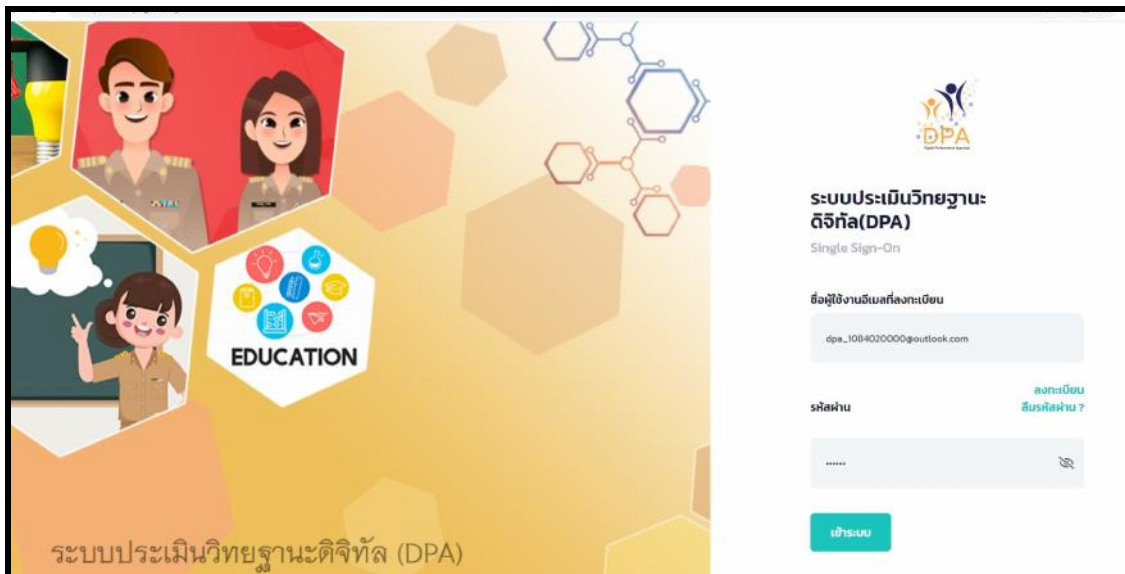 EDUCATION
ระบบประเมินวิทยฐานะดิจิทัล (DPA)
DPA
Digital Performance Appraisal
ระบบประเมินวิทยฐานะ
ดิจิทัล(DPA)
Single Sign-On
ชื่อผู้ใช้งานอีเมลที่ลงทะเบียน
dpa_1084020000@outlook.com
ลงทะเบียน
รหัสผ่าน
ลืมรหัสผ่าน ?
เข้าระบบ